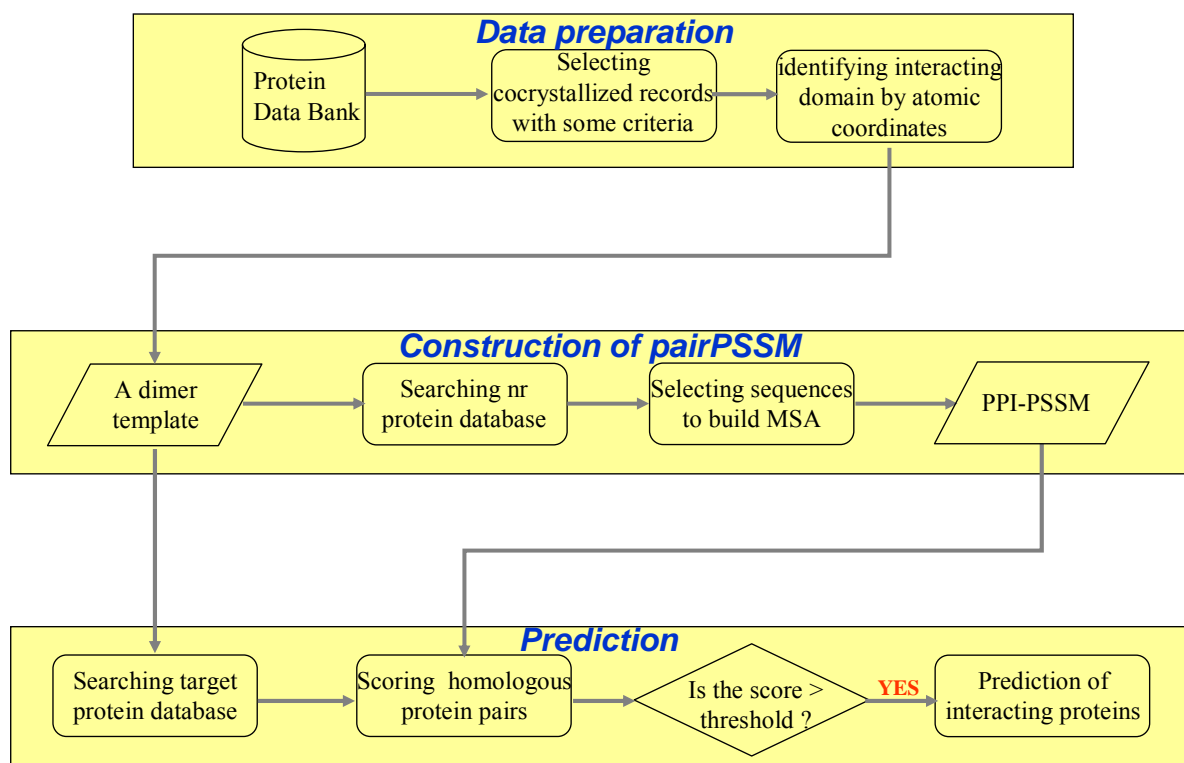 Data preparation
Protein
Data Bank
Selecting
cocrystallized records
with some criteria
identifying interacting
domain by atomic
coordinates
Construction of pairPSSM
A dimer
template
Searching nr
protein database
Selecting sequences
to build MSA
PPI-PSSM
Prediction
Searching target
protein database
Scoring homologous
protein pairs
Is the score >
threshold ?
YES
Prediction of
interacting proteins